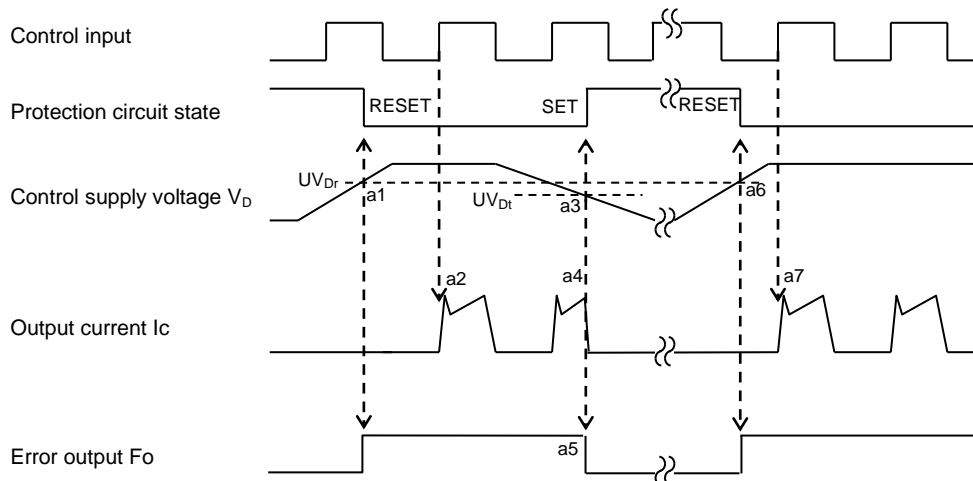 Control input
Protection circuit state
RESET
SET
RESET
Control supply voltage VD
UVDr
a1
UVDt
a3
a6
a2
a4
a7
Output current Ic
Error output Fo
a5